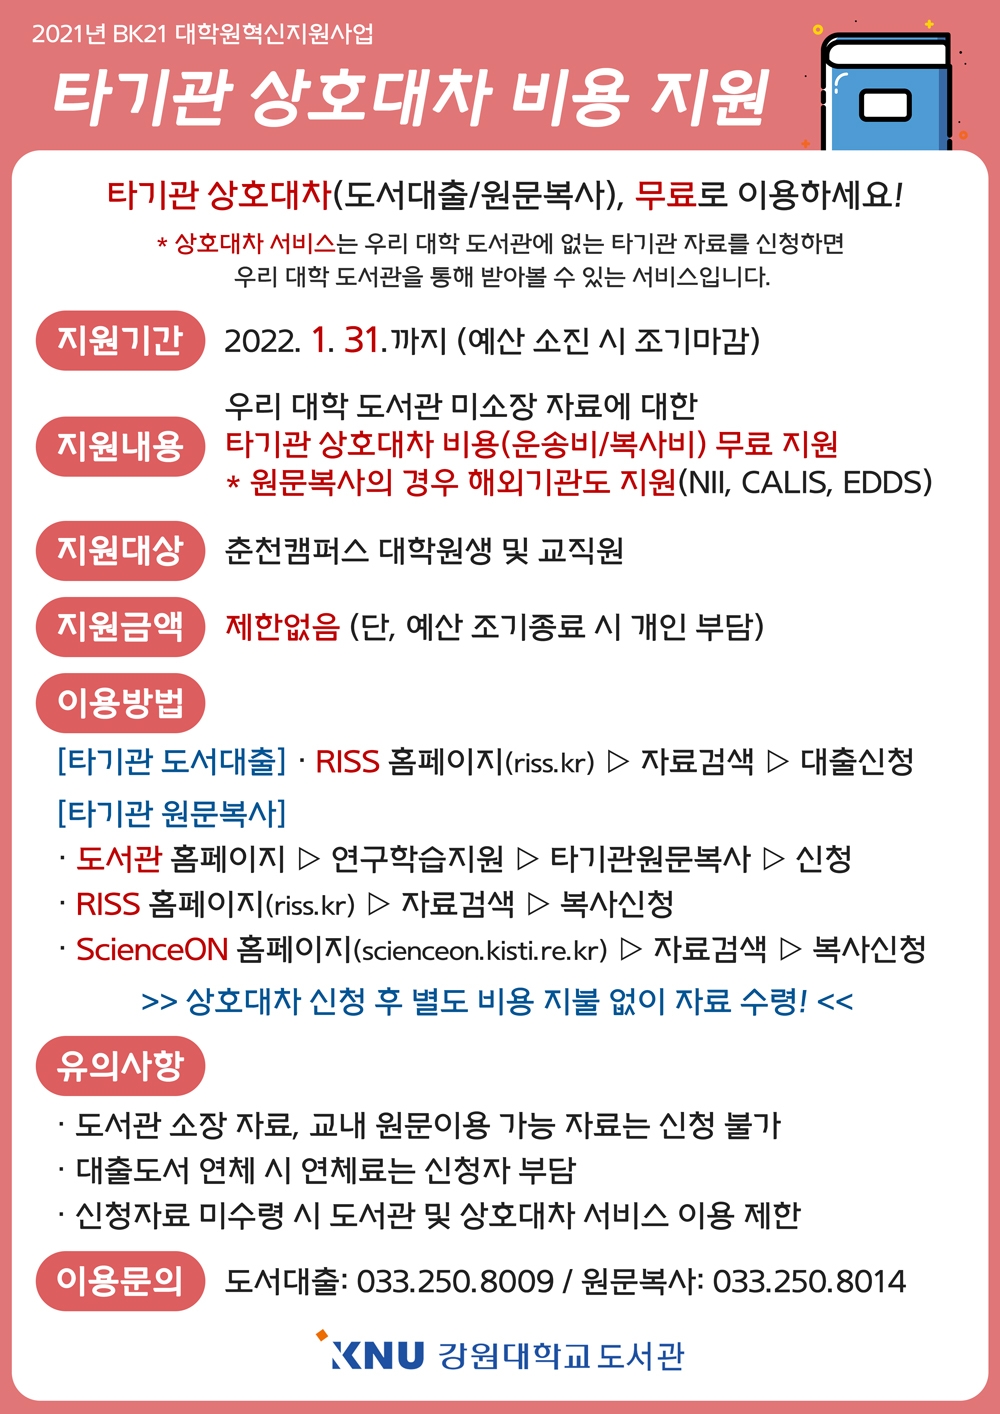 2021년 BK21 대학원혁신지원사업
타기관 상호대차 비용 지원
타기관 상호대차(도서대출/원문복사), 무료로 이용하세요!
* 상호대차 서비스는 우리 대학 도서관에 없는 타기관 자료를 신청하면
우리 대학 도서관을 통해 받아볼 수 있는 서비스입니다.
지원기간 2022. 1. 31.까지 (예산 소진 시 조기마감)
우리 대학 도서관 미소장 자료에 대한
지원내용 타기관 상호대차 비용(운송비/복사비) 무료 지원
* 원문복사의 경우 해외기관도 지원(NII, CALIS, EDDS)
지원대상 춘천캠퍼스 대학원생 및 교직원
지원금액 제한없음 (단, 예산 조기종료 시 개인 부담)
이용방법
[타기관 도서대출] · RISS 홈페이지(riss.kr) ▷ 자료검색 ▷ 대출신청
[타기관 원문복사]
· 도서관 홈페이지 ▷ 연구학습지원 ▷ 타기관원문복사 ▷ 신청
· RISS 홈페이지(riss.kr) ▷ 자료검색 ▷ 복사신청
· ScienceON 홈페이지(scienceon.kisti.re.kr) ▷ 자료검색 ▷ 복사신청
>> 상호대차 신청 후 별도 비용 지불 없이 자료 수령! <<
유의사항
· 도서관 소장 자료, 교내 원문이용 가능 자료는 신청 불가
· 대출도서 연체 시 연체료는 신청자 부담
· 신청자료 미수령 시 도서관 및 상호대차 서비스 이용 제한
이용문의 도서대출: 033.250.8009 / 원문복사: 033.250.8014
KNU 강원대학교도서관